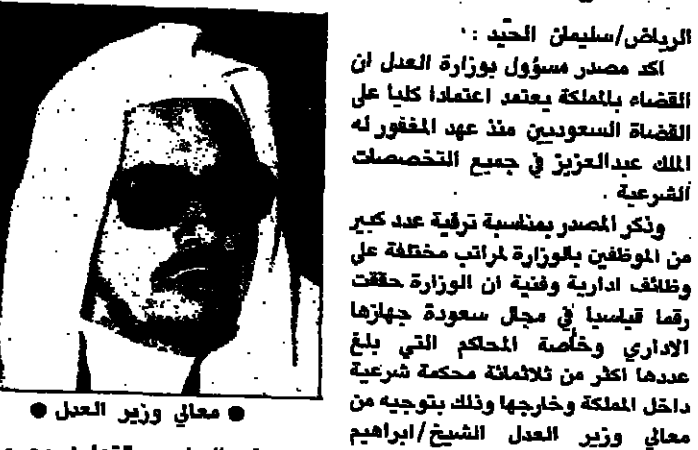 الرياض/سليمان الحيد :
اكد مصدر مسؤول بوزارة العدل ان
القضاء بالمملكة يعتمد اعتمادا كليا على
القضاة السعوديين منذ عهد المغفور له
الملك عبدالعزيز في جميع التخصصات
الشرعية .
وذكر المصدر بمناسبة ترقية عدد كبير
من الموظفين بالوزارة لمراتب مختلفة على
وظائف ادارية وفنية ان الوزارة حققت
رقما قياسيا في مجال سعودة جهازها
الاداري وخاصة المحاكم التي بلغ
عددها اكثر من ثلاثمائة محكمة شرعية
داخل المملكة وخارجها وذلك بتوجيه من
معالي وزير العدل الشيخ/ابراهيم
● معالي وزير العدل ●